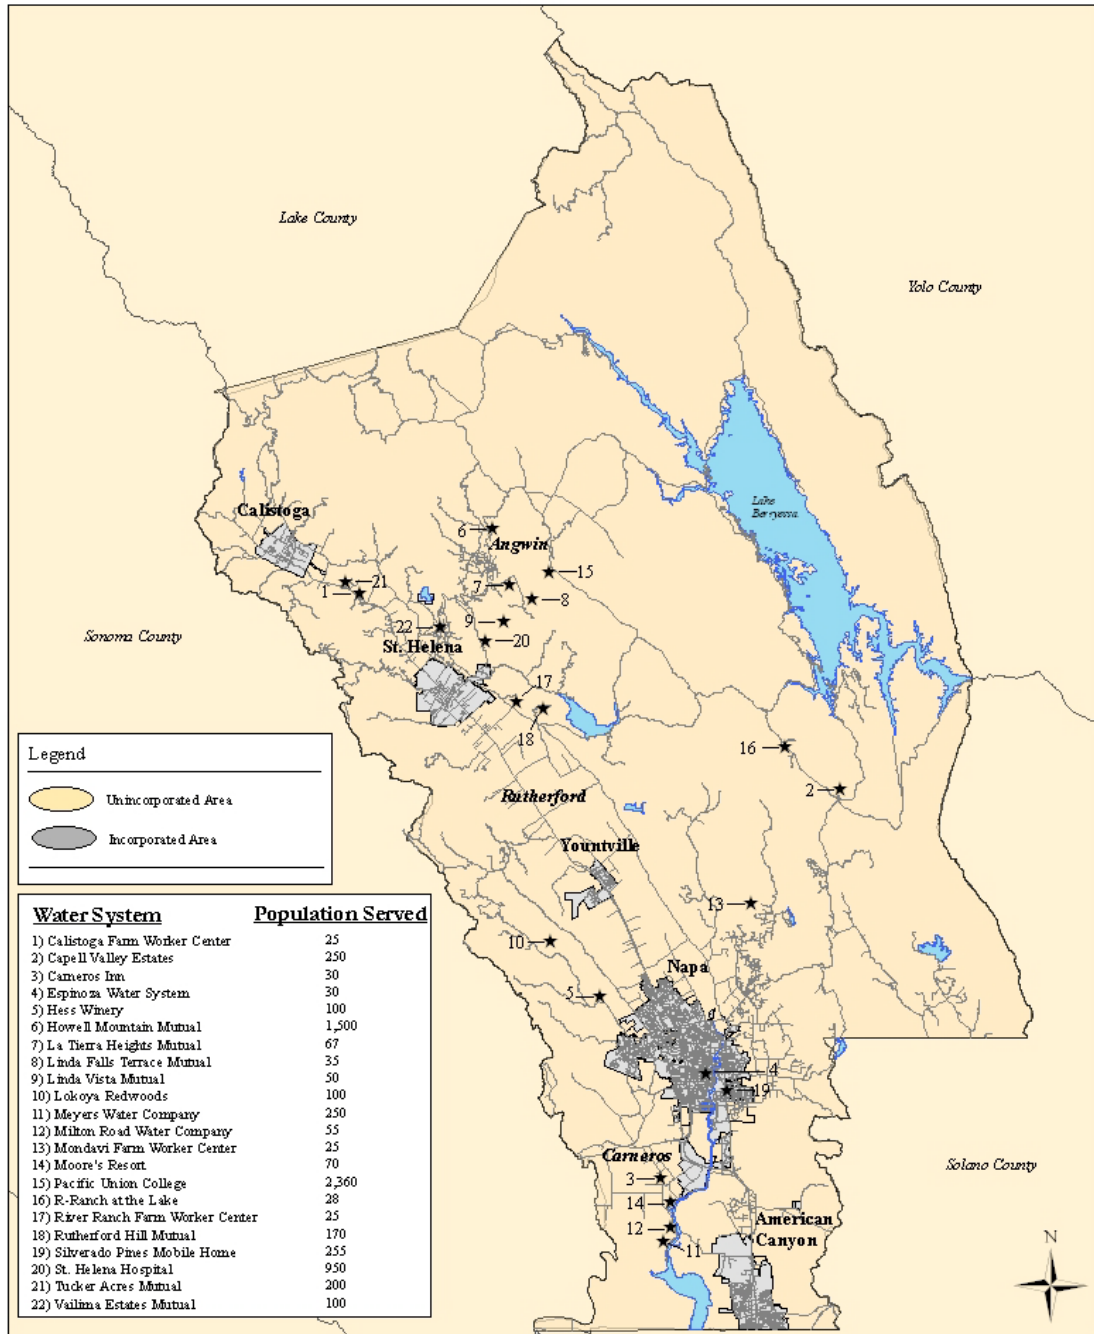 Lake County
Yolo County
Lake
Berryessa
Calistoga
6
Angwin
15
7
21
1
8
9
22
20
Sonoma County
St. Helena
17
18
16
2
Legend
Unincorporated Area
Incorporated Area
Rutherford
Yountville
13
10
Napa
5
4
19
Carneros
3
Solano County
14
American
Canyon
12
11
N
Water System Population Served
1) Calistoga Farm Worker Center 25
2) Capell Valley Estates 250
3) Carneros Inn 30
4) Espinoza Water System 30
5) Hess Winery 100
6) Howell Mountain Mutual 1,500
7) La Tierra Heights Mutual 67
8) Linda Falls Terrace Mutual 35
9) Linda Vista Mutual 50
10) Lokoya Redwoods 100
11) Meyers Water Company 250
12) Milton Road Water Company 55
13) Mondavi Farm Worker Center 25
14) Moore's Resort 70
15) Pacific Union College 2,360
16) R-Ranch at the Lake 28
17) River Ranch Farm Worker Center 25
18) Rutherford Hill Mutual 170
19) Silverado Pines Mobile Home 255
20) St. Helena Hospital 950
21) Tucker Acres Mutual 200
22) Vailima Estates Mutual 100